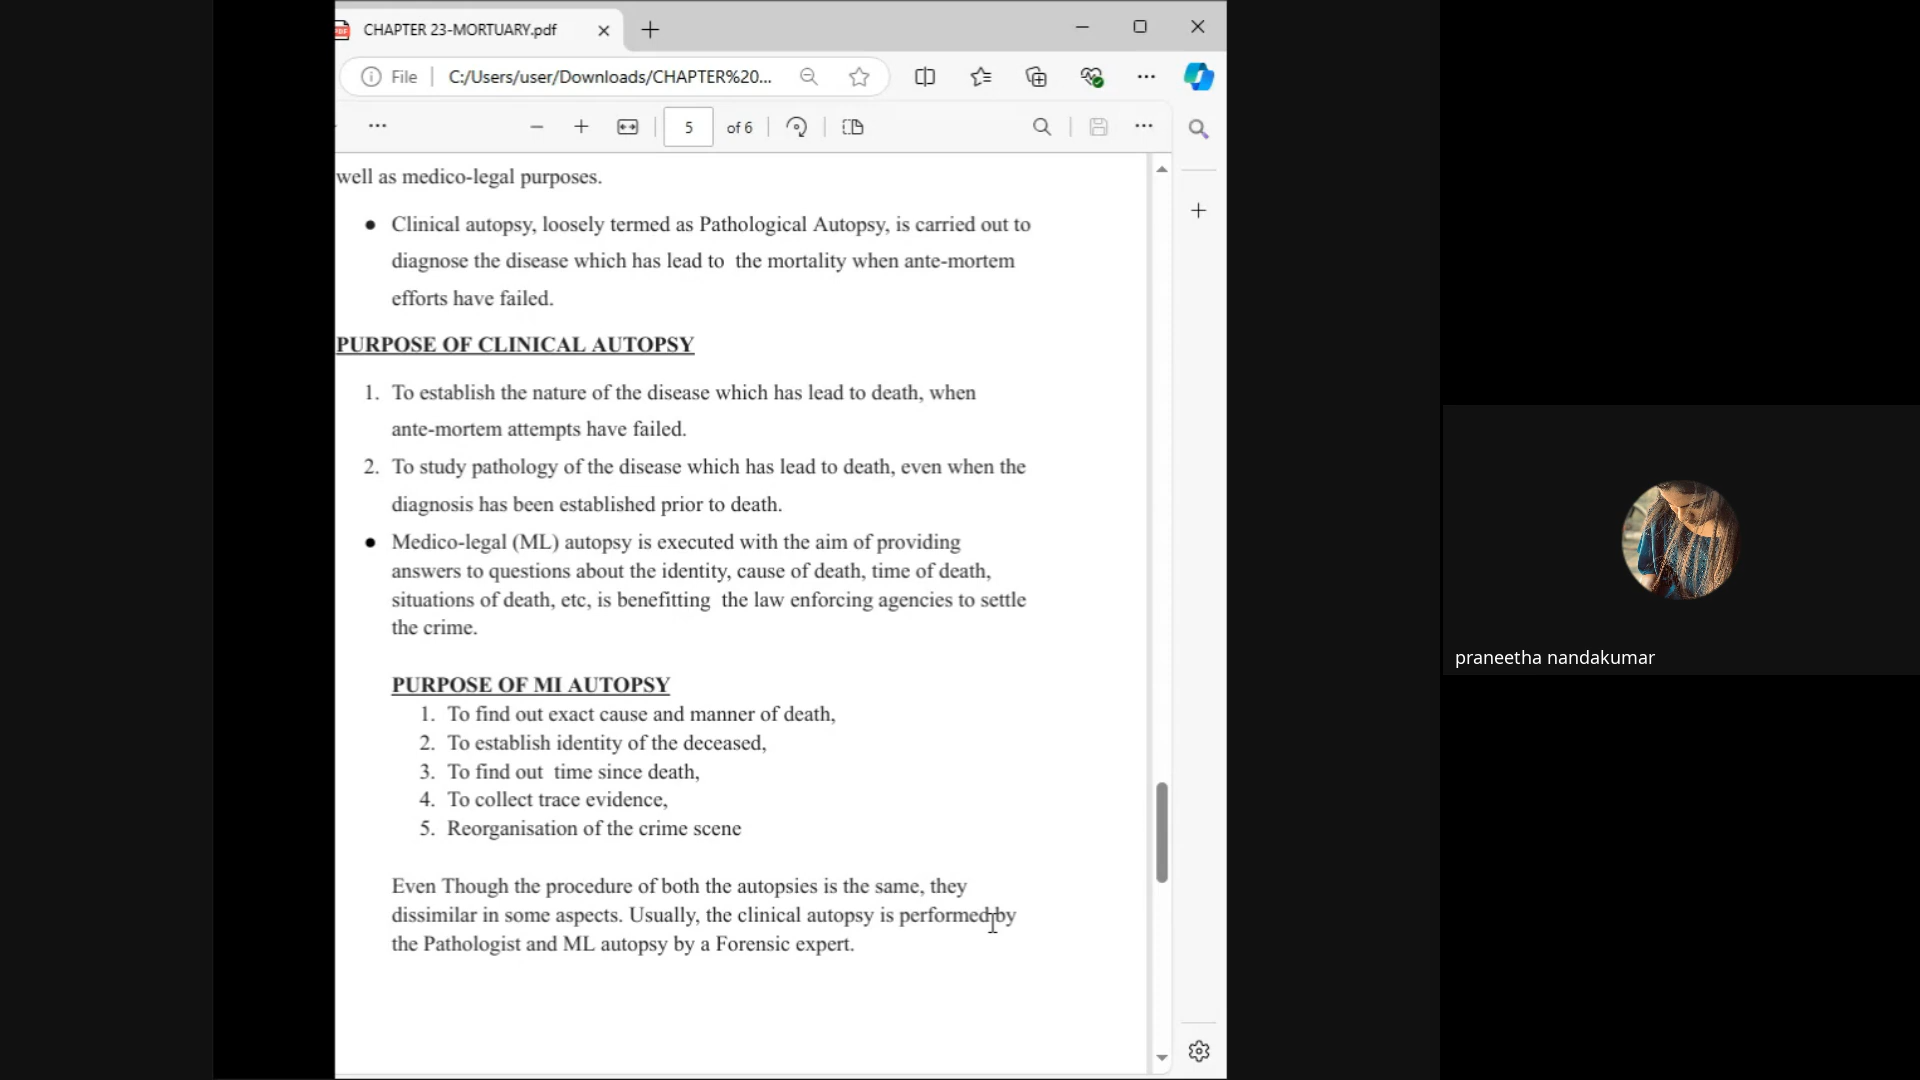 CHAPTER 23-MORTUARY.pdf
File
C:/Users/user/Downloads/CHAPTER%20...
5 of 6
well as medico-legal purposes.
● Clinical autopsy, loosely termed as Pathological Autopsy, is carried out to
diagnose the disease which has lead to  the mortality when ante-mortem
efforts have failed.
PURPOSE OF CLINICAL AUTOPSY
1. To establish the nature of the disease which has lead to death, when
ante-mortem attempts have failed.
2. To study pathology of the disease which has lead to death, even when the
diagnosis has been established prior to death.
● Medico-legal (ML) autopsy is executed with the aim of providing
answers to questions about the identity, cause of death, time of death,
situations of death, etc, is benefitting  the law enforcing agencies to settle
the crime.
PURPOSE OF MI AUTOPSY
1. To find out exact cause and manner of death,
2. To establish identity of the deceased,
3. To find out  time since death,
4. To collect trace evidence,
5. Reorganisation of the crime scene
Even Though the procedure of both the autopsies is the same, they
dissimilar in some aspects. Usually, the clinical autopsy is performed by
the Pathologist and ML autopsy by a Forensic expert.
praneetha nandakumar